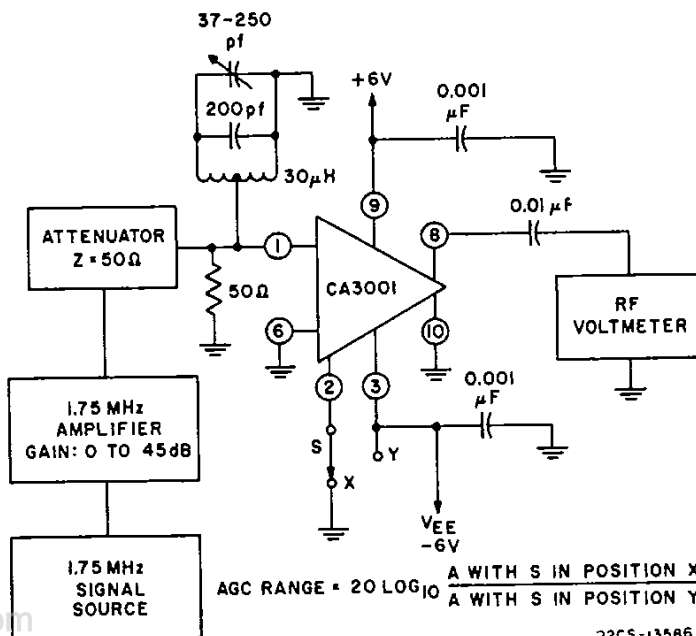 37-250
pf
200pf
30μH
+6V
0.001
μF
9
ATTENUATOR
Z = 50Ω
50Ω
1
CA3001
8
0.01 μF
RF
VOLTMETER
6
10
2
3
0.001
μF
S
X
Y
VEE
-6V
1.75 MHz
AMPLIFIER
GAIN: 0 TO 45dB
1.75 MHz
SIGNAL
SOURCE
AGC RANGE = 20 LOG10 A WITH S IN POSITION X
A WITH S IN POSITION Y
om